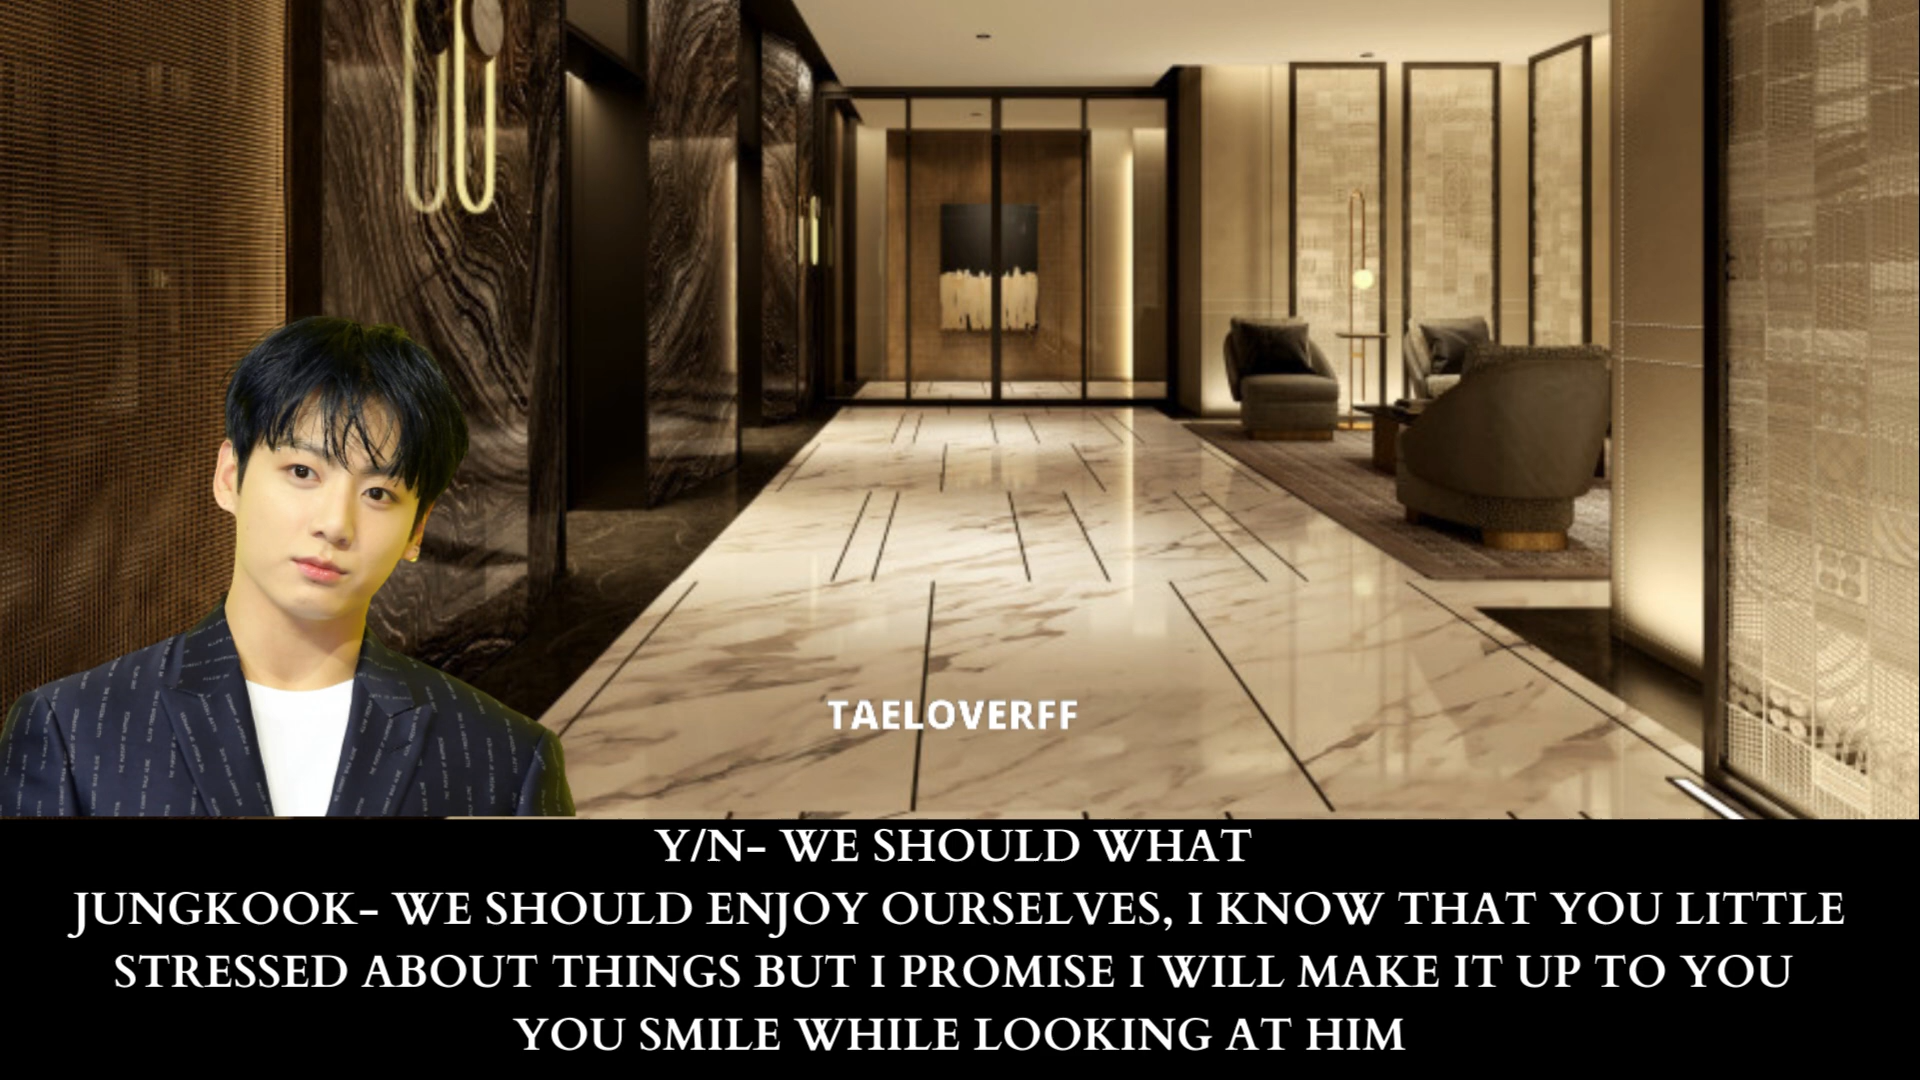 TAELOVERFF
Y/N- WE SHOULD WHAT
JUNGKOOK- WE SHOULD ENJOY OURSELVES, I KNOW THAT YOU LITTLE
STRESSED ABOUT THINGS BUT I PROMISE I WILL MAKE IT UP TO YOU
YOU SMILE WHILE LOOKING AT HIM